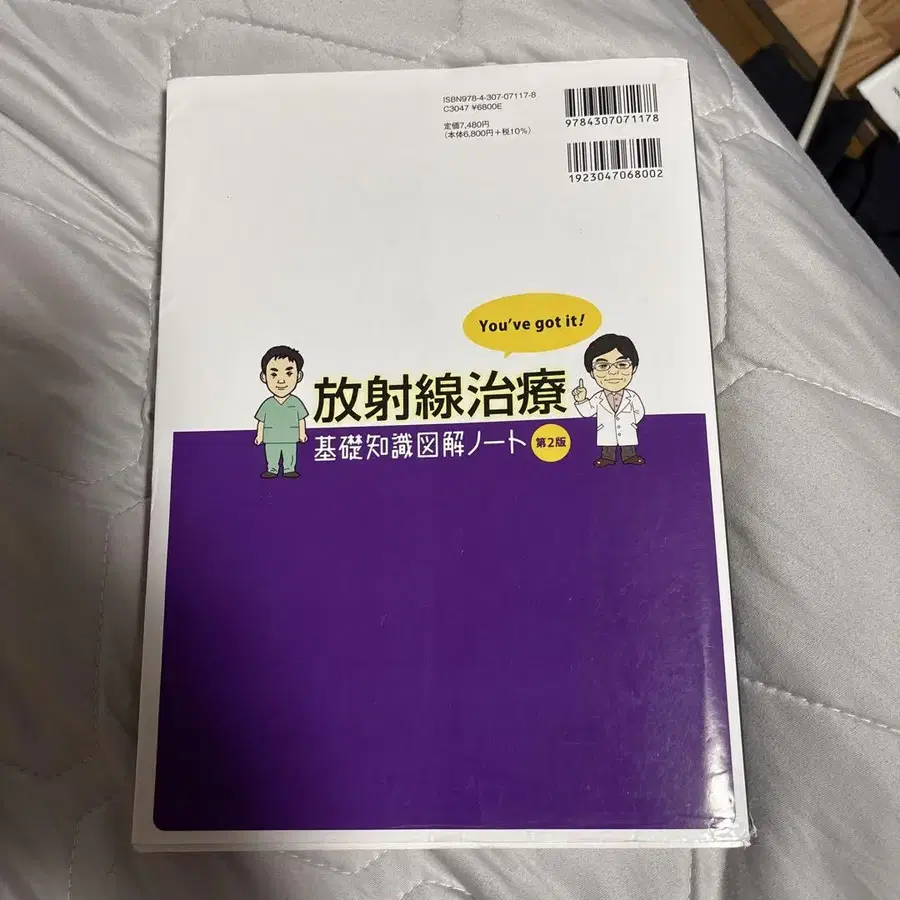 ISBN978-4-307-07117-8
C3047 ¥6800E
定価7,480円
(本体6,800円+税10%)
9784307071178
1923047068002
You've got it!
放射線治療
基礎知識図解ノート 第2版